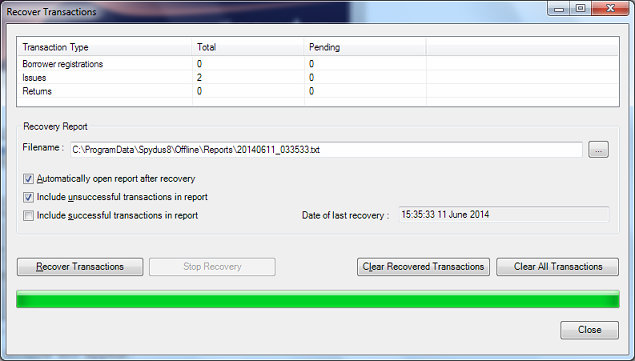 Recover Transactions
Transaction Type Total Pending
Borrower registrations 0 0
Issues 2 0
Returns 0 0
Recovery Report
Filename : C:\ProgramData\Spydus8\Offline\Reports\20140611_033533.txt ...
Automatically open report after recovery
Include unsuccessful transactions in report
Include successful transactions in report Date of last recovery : 15:35:33 11 June 2014
Recover Transactions Stop Recovery Clear Recovered Transactions Clear All Transactions
Close